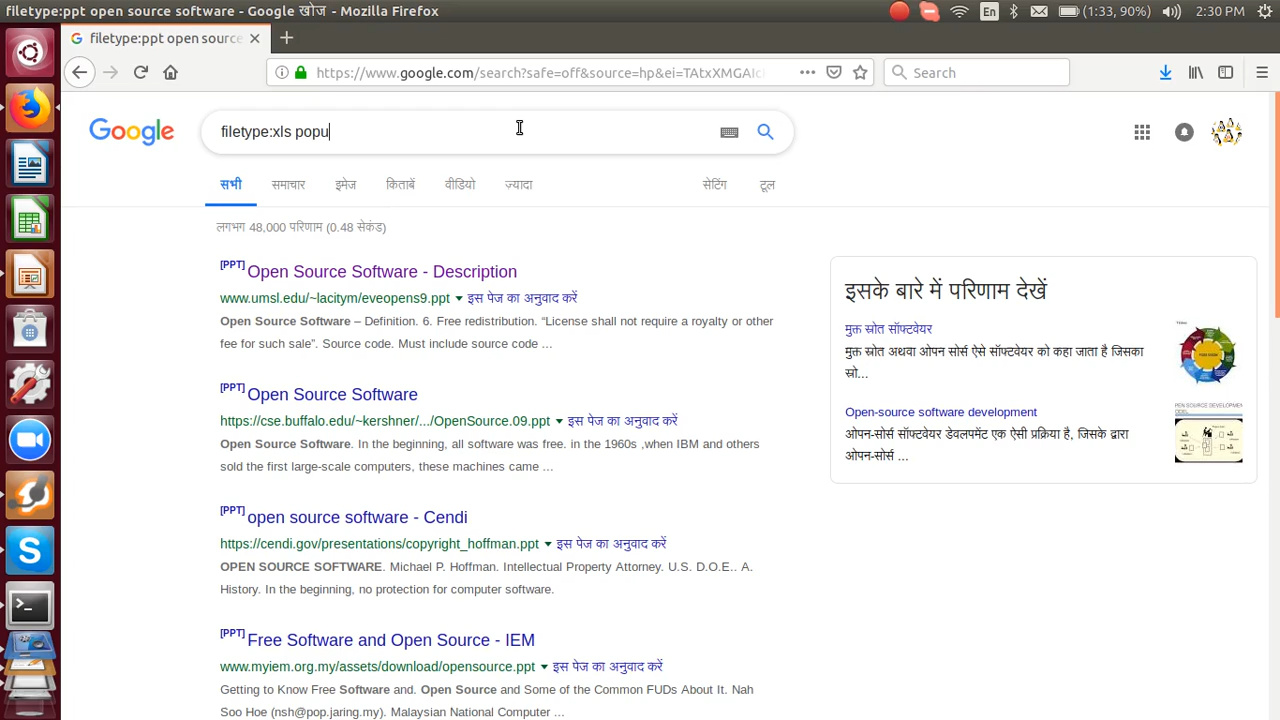 filetype:ppt open source software - Google खोज - Mozilla Firefox
En
(1:33, 90%)
2:30 PM
filetype:ppt open source
https://www.google.com/search?safe=off&source=hp&ei=TAtxXMGAIc
Search
Google
filetype:xls popu
सभी
समाचार
इमेज
किताबें
वीडियो
ज़्यादा
सेटिंग
टूल
लगभग 48,000 परिणाम (0.48 सेकंड)
[PPT] Open Source Software - Description
www.umsl.edu/~lacitym/eveopens9.ppt इस पेज का अनुवाद करें
Open Source Software – Definition. 6. Free redistribution. “License shall not require a royalty or other
fee for such sale”. Source code. Must include source code ...
[PPT] Open Source Software
https://cse.buffalo.edu/~kershner/.../OpenSource.09.ppt इस पेज का अनुवाद करें
Open Source Software. In the beginning, all software was free. in the 1960s ,when IBM and others
sold the first large-scale computers, these machines came ...
[PPT] open source software - Cendi
https://cendi.gov/presentations/copyright_hoffman.ppt इस पेज का अनुवाद करें
OPEN SOURCE SOFTWARE. Michael P. Hoffman. Intellectual Property Attorney. U.S. D.O.E.. A.
History. In the beginning, no protection for computer software.
[PPT] Free Software and Open Source - IEM
www.myiem.org.my/assets/download/opensource.ppt इस पेज का अनुवाद करें
Getting to Know Free Software and. Open Source and Some of the Common FUDs About It. Nah
Soo Hoe (nsh@pop.jaring.my). Malaysian National Computer ...
इसके बारे में परिणाम देखें
मुक्त स्रोत सॉफ्टवेयर
मुक्त स्रोत अथवा ओपन सोर्स ऐसे सॉफ्टवेयर को कहा जाता है जिसका
स्रो...
Open-source software development
ओपन-सोर्स सॉफ़्टवेयर डेवलपमेंट एक ऐसी प्रक्रिया है, जिसके द्वारा
ओपन-सोर्स ...